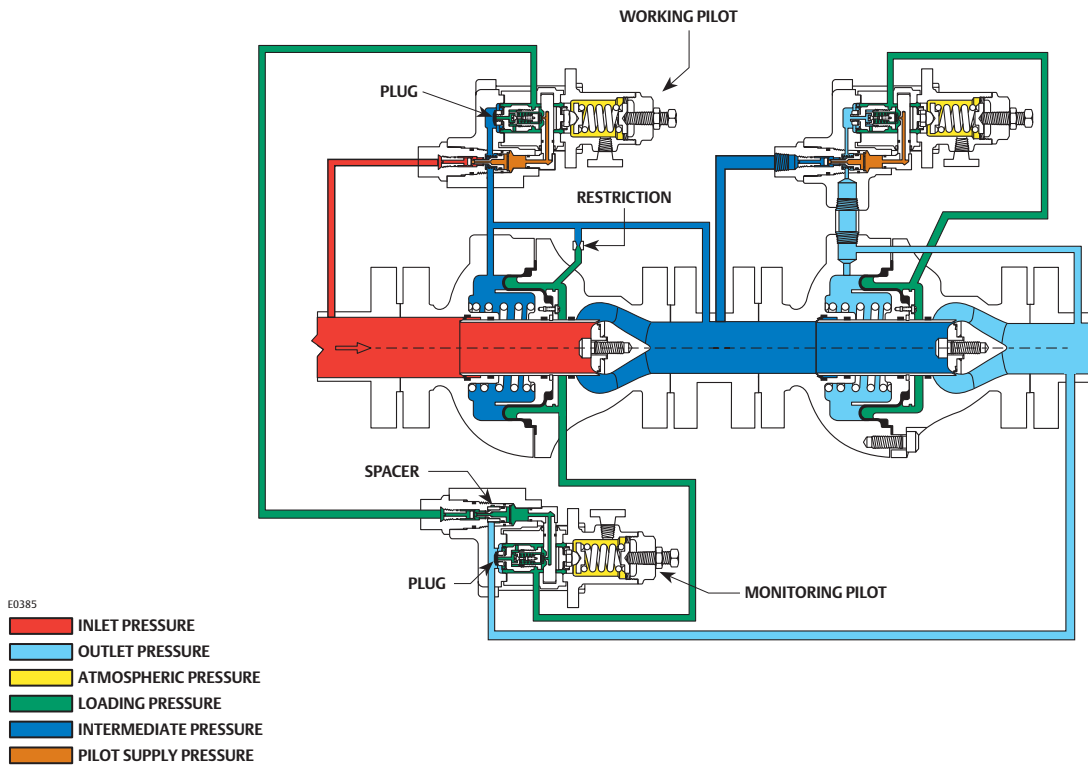 WORKING PILOT
PLUG
RESTRICTION
SPACER
PLUG
MONITORING PILOT
E0385
INLET PRESSURE
OUTLET PRESSURE
ATMOSPHERIC PRESSURE
LOADING PRESSURE
INTERMEDIATE PRESSURE
PILOT SUPPLY PRESSURE